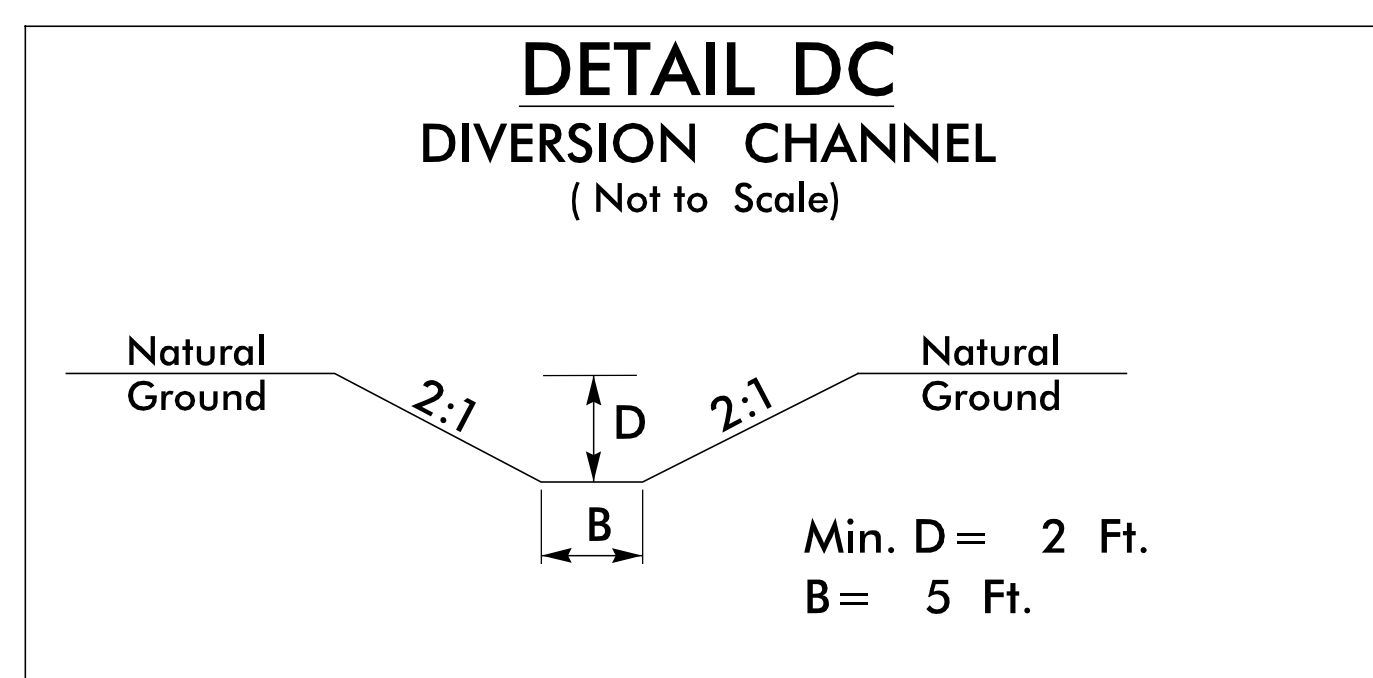 DETAIL DC
DIVERSION CHANNEL
( Not to Scale)
Natural
Ground
2:1
D
2:1
Natural
Ground
B
Min. D = 2 Ft.
B = 5 Ft.